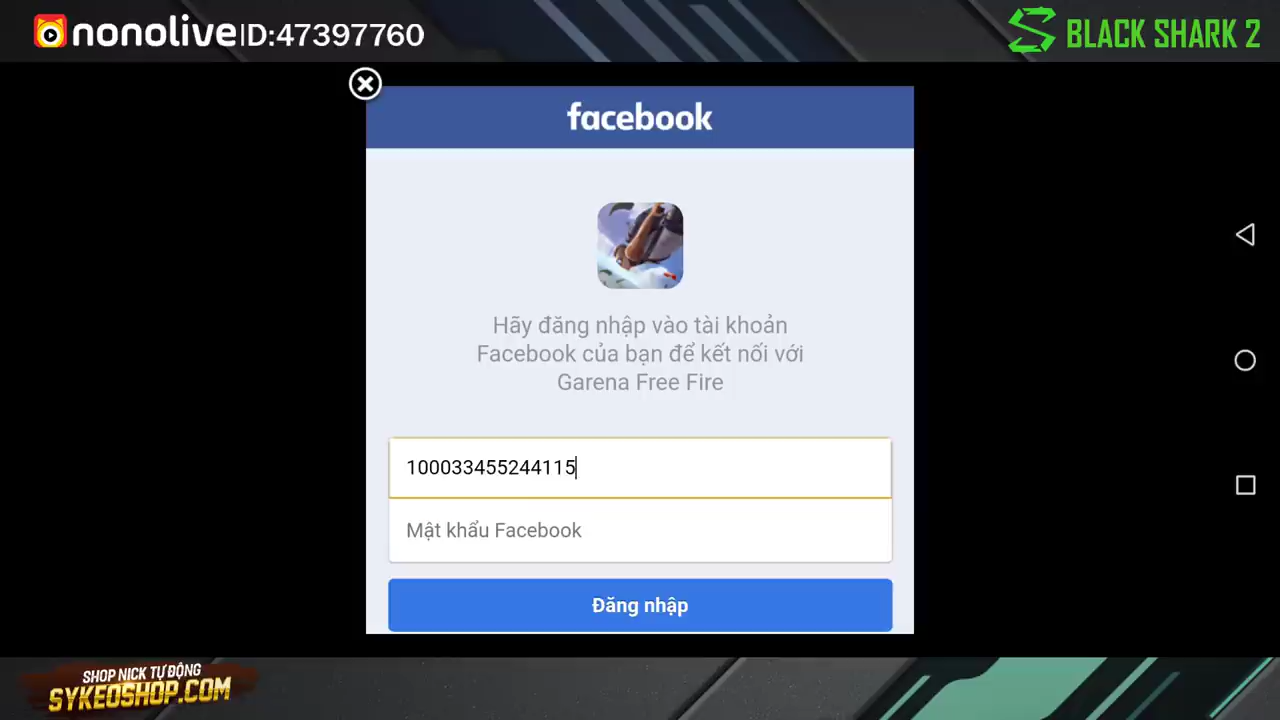 nonolive ID:47397760
BLACK SHARK 2
facebook
Hãy đăng nhập vào tài khoản
Facebook của bạn để kết nối với
Garena Free Fire
100033455244115
Mật khẩu Facebook
Đăng nhập
SHOP NICK TỰ ĐỘNG
SYKEOSHOP.COM